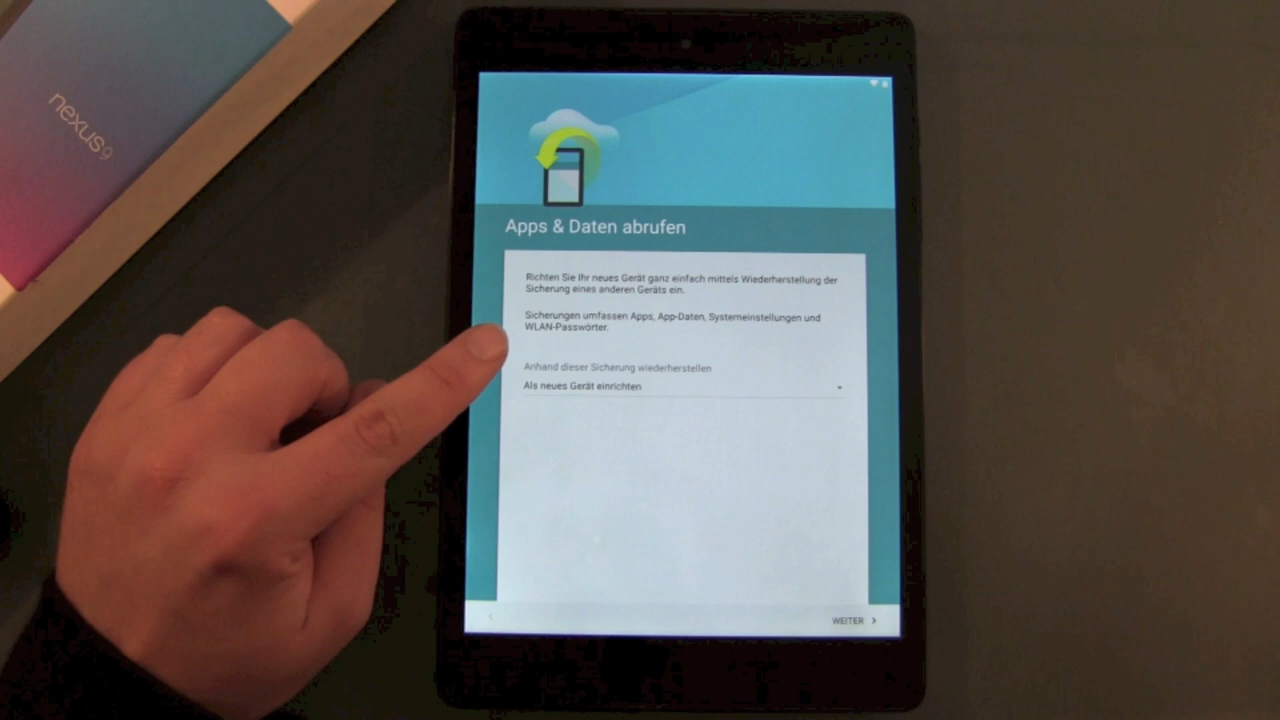 nexus 9
Apps & Daten abrufen
Richten Sie Ihr neues Gerät ganz einfach mittels Wiederherstellung der
Sicherung eines anderen Geräts ein.
Sicherungen umfassen Apps, App-Daten, Systemeinstellungen und
WLAN-Passwörter.
Anhand dieser Sicherung wiederherstellen
Als neues Gerät einrichten
WEITER